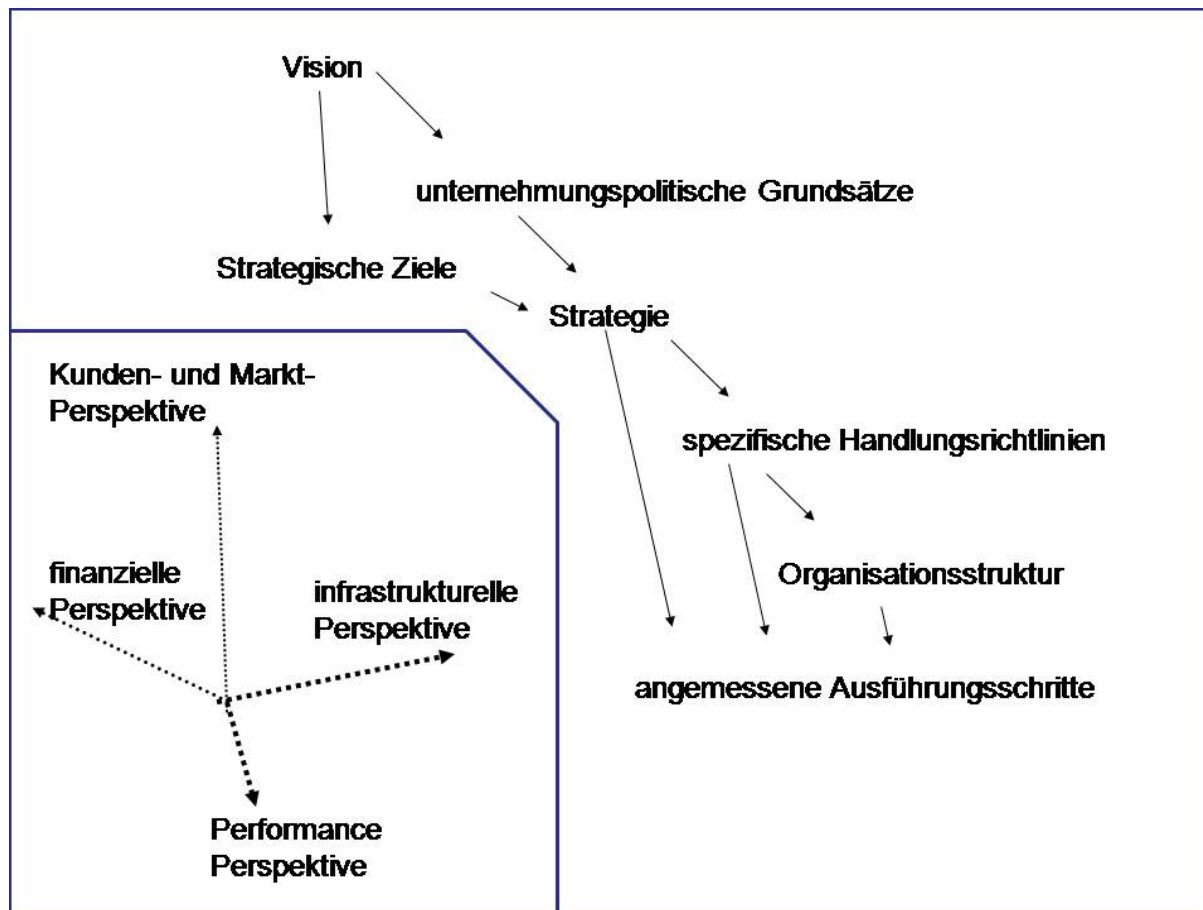 Vision
unternehmungspolitische Grundsätze
Strategische Ziele
Strategie
Kunden- und Markt-
Perspektive
spezifische Handlungsrichtlinien
finanzielle
Perspektive
infrastrukturelle
Perspektive
Organisationsstruktur
angemessene Ausführungsschritte
Performance
Perspektive